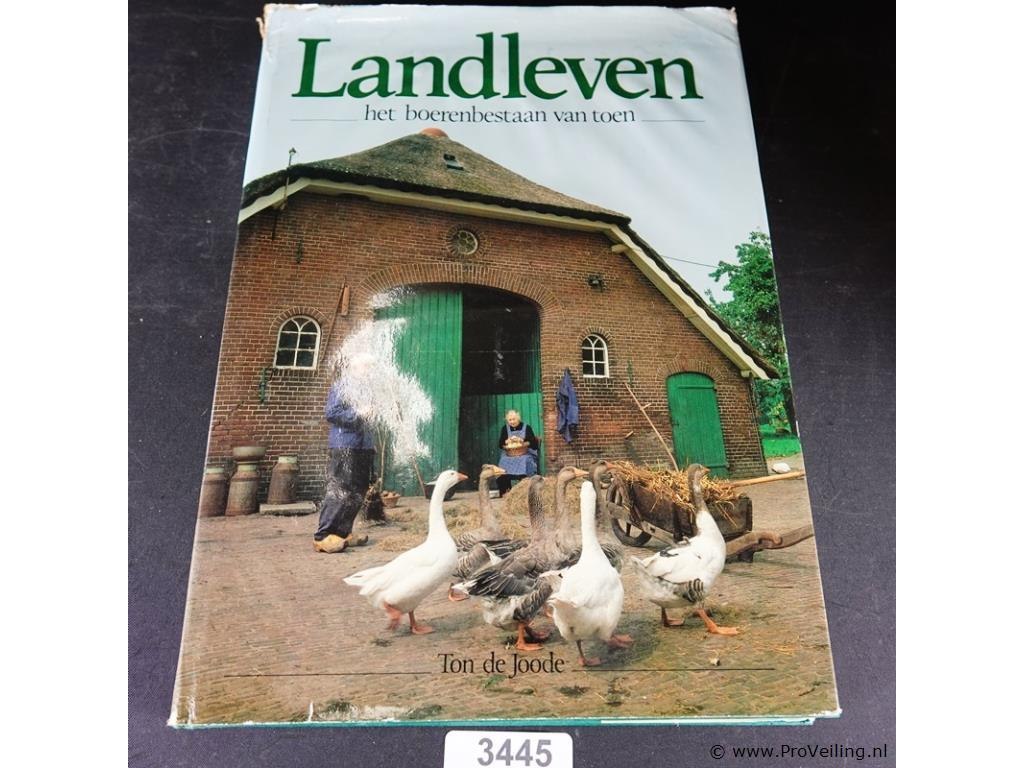 Landleven
het boerenbestaan van toen
Ton de Joode
3445
© www.ProVeiling.nl